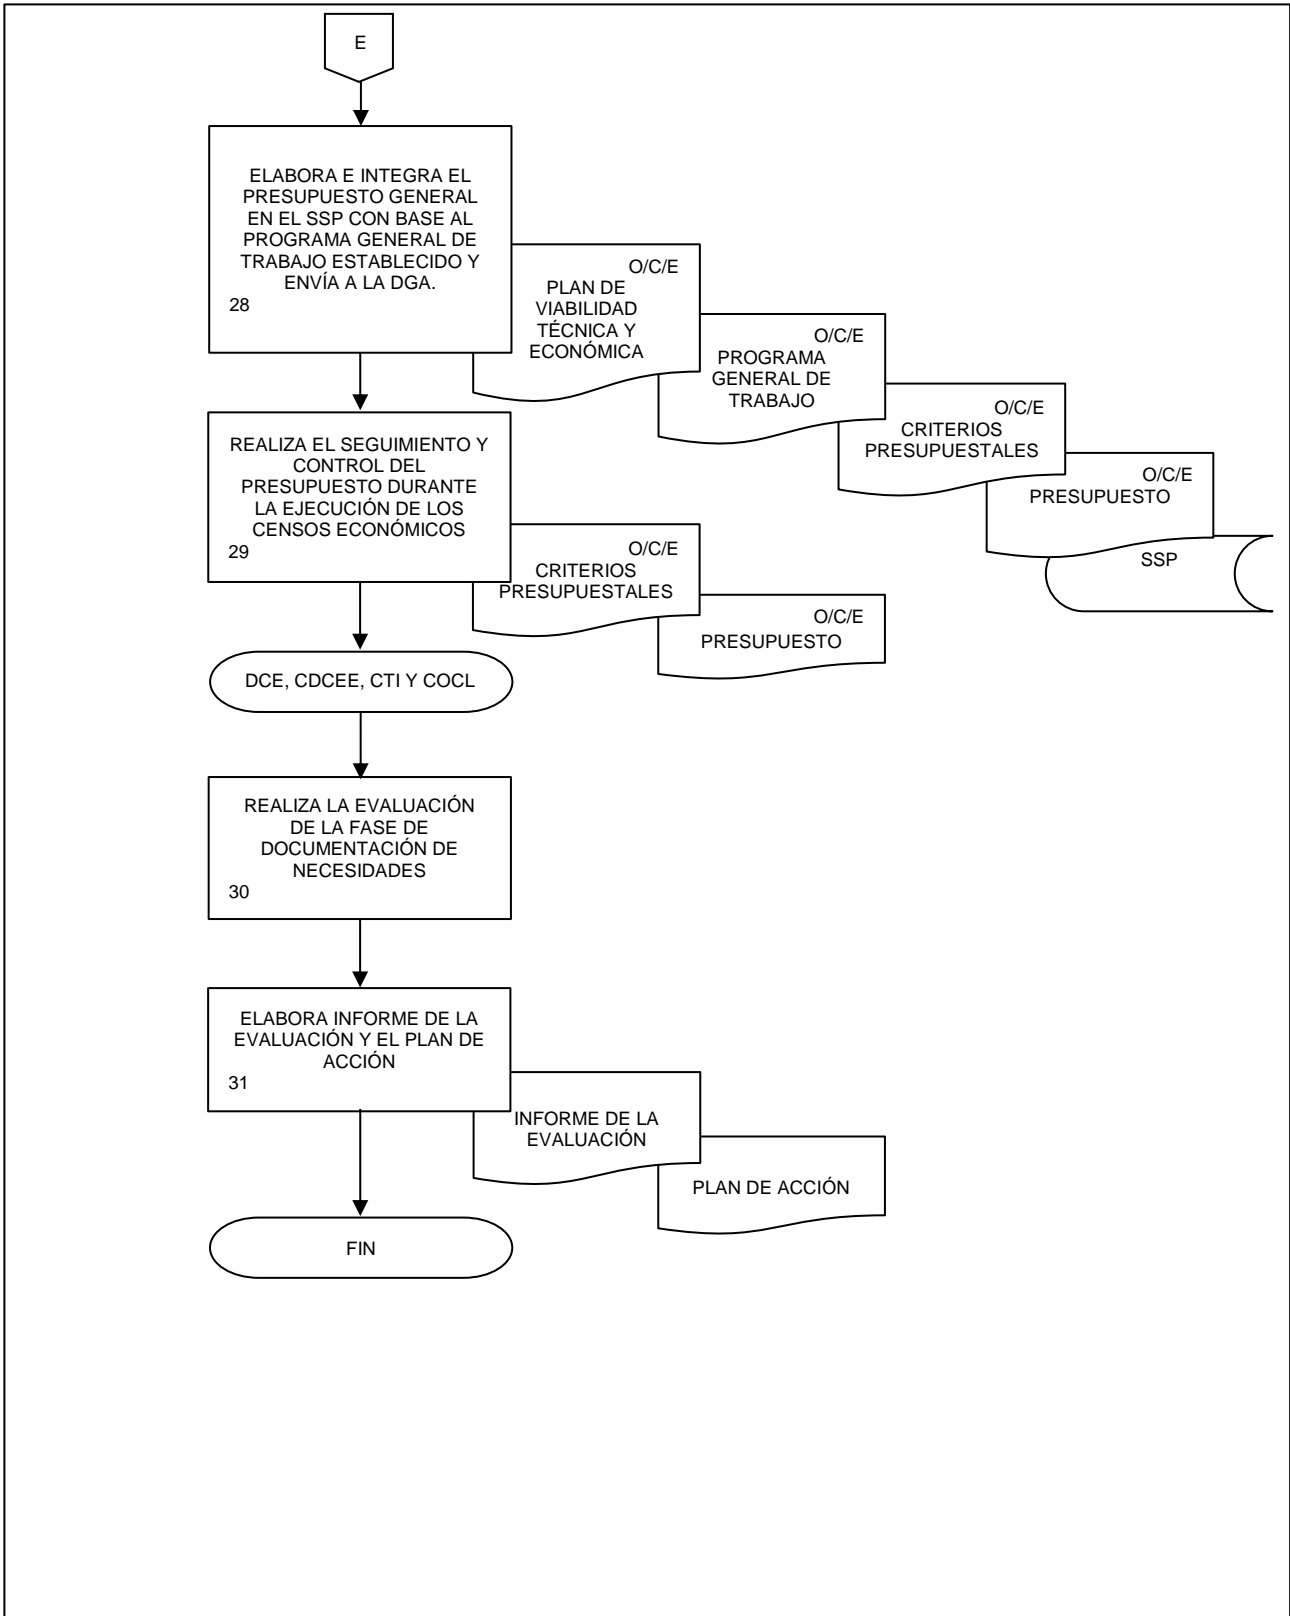 E
ELABORA E INTEGRA EL
PRESUPUESTO GENERAL
EN EL SSP CON BASE AL
PROGRAMA GENERAL DE
TRABAJO ESTABLECIDO Y
ENVÍA A LA DGA.
28
O/C/E
PLAN DE
VIABILIDAD
TÉCNICA Y
ECONÓMICA
O/C/E
PROGRAMA
GENERAL DE
TRABAJO
O/C/E
CRITERIOS
PRESUPUESTALES
O/C/E
PRESUPUESTO
SSP
REALIZA EL SEGUIMIENTO Y
CONTROL DEL
PRESUPUESTO DURANTE
LA EJECUCIÓN DE LOS
CENSOS ECONÓMICOS
29
O/C/E
CRITERIOS
PRESUPUESTALES
O/C/E
PRESUPUESTO
DCE, CDCEE, CTI Y COCL
REALIZA LA EVALUACIÓN
DE LA FASE DE
DOCUMENTACIÓN DE
NECESIDADES
30
ELABORA INFORME DE LA
EVALUACIÓN Y EL PLAN DE
ACCIÓN
31
INFORME DE LA
EVALUACIÓN
PLAN DE ACCIÓN
FIN